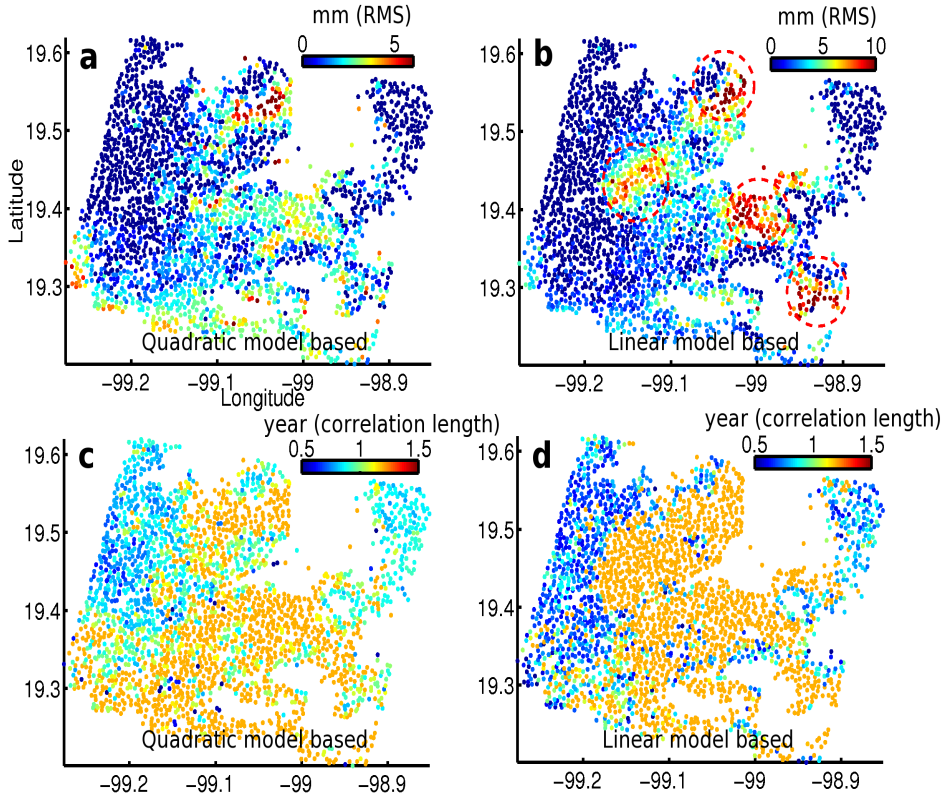 mm (RMS)
0 5
a
19.6
19.5
19.4
19.3
Latitude
Quadratic model based
−99.2 −99.1 −99 −98.9
Longitude
mm (RMS)
0 5 10
b
19.6
19.5
19.4
19.3
Linear model based
−99.2 −99.1 −99 −98.9
year (correlation length)
0.5 1 1.5
c
19.6
19.5
19.4
19.3
Quadratic model based
−99.2 −99.1 −99 −98.9
year (correlation length)
0.5 1 1.5
d
19.6
19.5
19.4
19.3
Linear model based
−99.2 −99.1 −99 −98.9